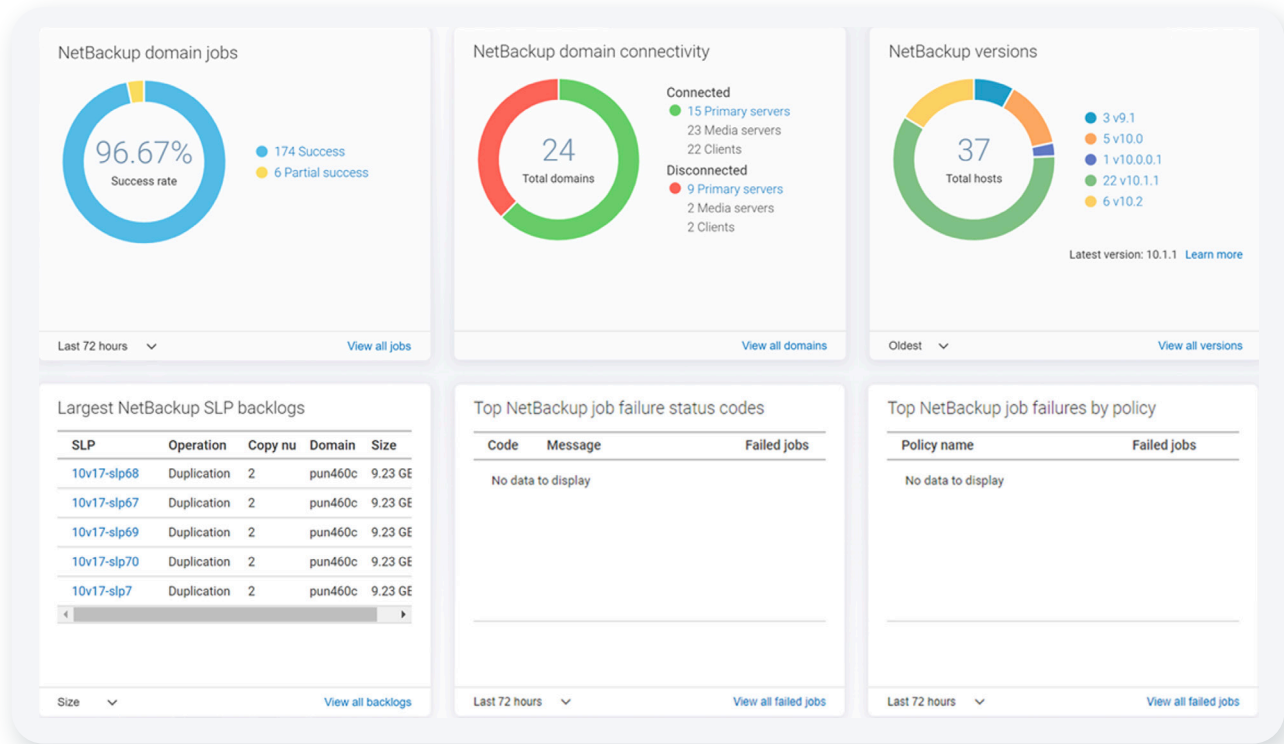 NetBackup domain jobs
96.67%
Success rate
174 Success
6 Partial success
Last 72 hours
View all jobs
NetBackup domain connectivity
24
Total domains
Connected
15 Primary servers
23 Media servers
22 Clients
Disconnected
9 Primary servers
2 Media servers
2 Clients
View all domains
NetBackup versions
37
Total hosts
3 v9.1
5 v10.0
1 v10.0.0.1
22 v10.1.1
6 v10.2
Latest version: 10.1.1 Learn more
Oldest
View all versions
Largest NetBackup SLP backlogs
SLP Operation Copy nu Domain Size
10v17-slp68 Duplication 2 pun460c 9.23 GE
10v17-slp67 Duplication 2 pun460c 9.23 GE
10v17-slp69 Duplication 2 pun460c 9.23 GE
10v17-slp70 Duplication 2 pun460c 9.23 GE
10v17-slp7 Duplication 2 pun460c 9.23 GE
Size
View all backlogs
Top NetBackup job failure status codes
Code Message Failed jobs
No data to display
Last 72 hours
View all failed jobs
Top NetBackup job failures by policy
Policy name Failed jobs
No data to display
Last 72 hours
View all failed jobs